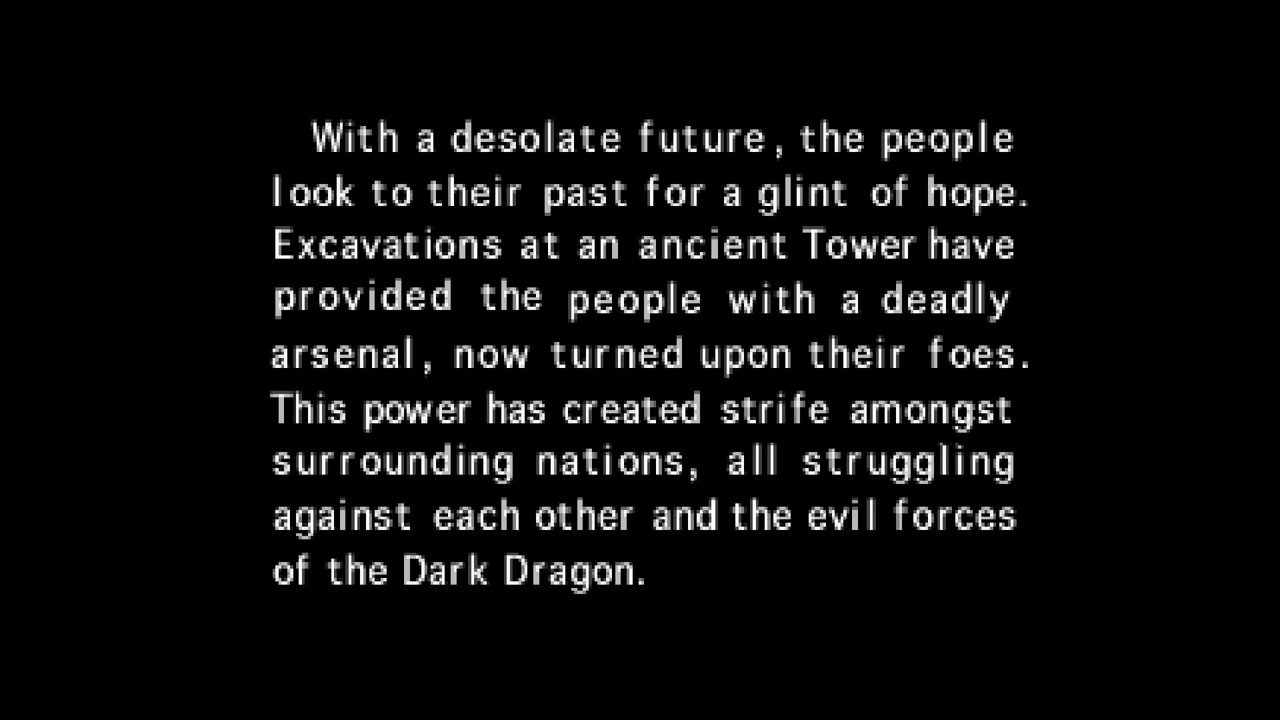 With a desolate future, the people
look to their past for a glint of hope.
Excavations at an ancient Tower have
provided the people with a deadly
arsenal, now turned upon their foes.
This power has created strife amongst
surrounding nations, all struggling
against each other and the evil forces
of the Dark Dragon.